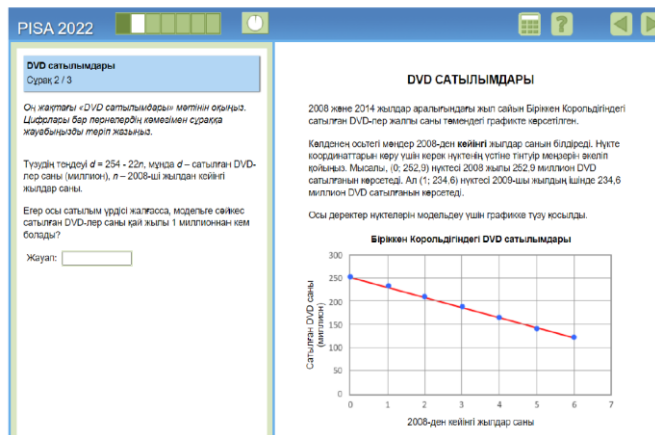 PISA 2022
?
DVD сатылымдары
Сұрақ 2 / 3
Оң жақтағы «DVD сатылымдары» мәтінін оқыңыз.
Цифрлары бар пернелердің көмесімен сұраққа
жауабыңызды теріп жазыңыз.
Түзудің теңдеуі d = 254 - 22n, мұнда d – сатылған DVD-
лер саны (миллион), n – 2008-ші жылдан кейінгі
жылдар саны.
Егер осы сатылым үрдісі жалғасса, модельге сәйкес
сатылған DVD-лер саны қай жылы 1 миллионнан кем
болады?
Жауап:
DVD САТЫЛЫМДАРЫ
2008 және 2014 жылдар аралығындағы жыл сайын Біріккен Корольдігіндегі
сатылған DVD-лер жалпы саны төмендегі графикте көрсетілген.
Көлденең осьтегі мәндер 2008-ден кейінгі жылдар санын білдіреді. Нүкте
координаттарын көру үшін керек нүктенің үстіне тінтуір меңзерін әкеліп
қойыңыз. Мысалы, (0; 252,9) нүктесі 2008 жылы 252,9 миллион DVD
сатылғанын көрсетеді. Ал (1; 234,6) нүктесі 2009-шы жылдың ішінде 234,6
миллион DVD сатылғанын көрсетеді.
Осы деректер нүктелерін модельдеу үшін графикке түзу қосылды.
Біріккен Корольдігіндегі DVD сатылымдары
Сатылған DVD саны
(миллион)
300
250
200
150
100
50
0
0 1 2 3 4 5 6 7
2008-ден кейінгі жылдар саны